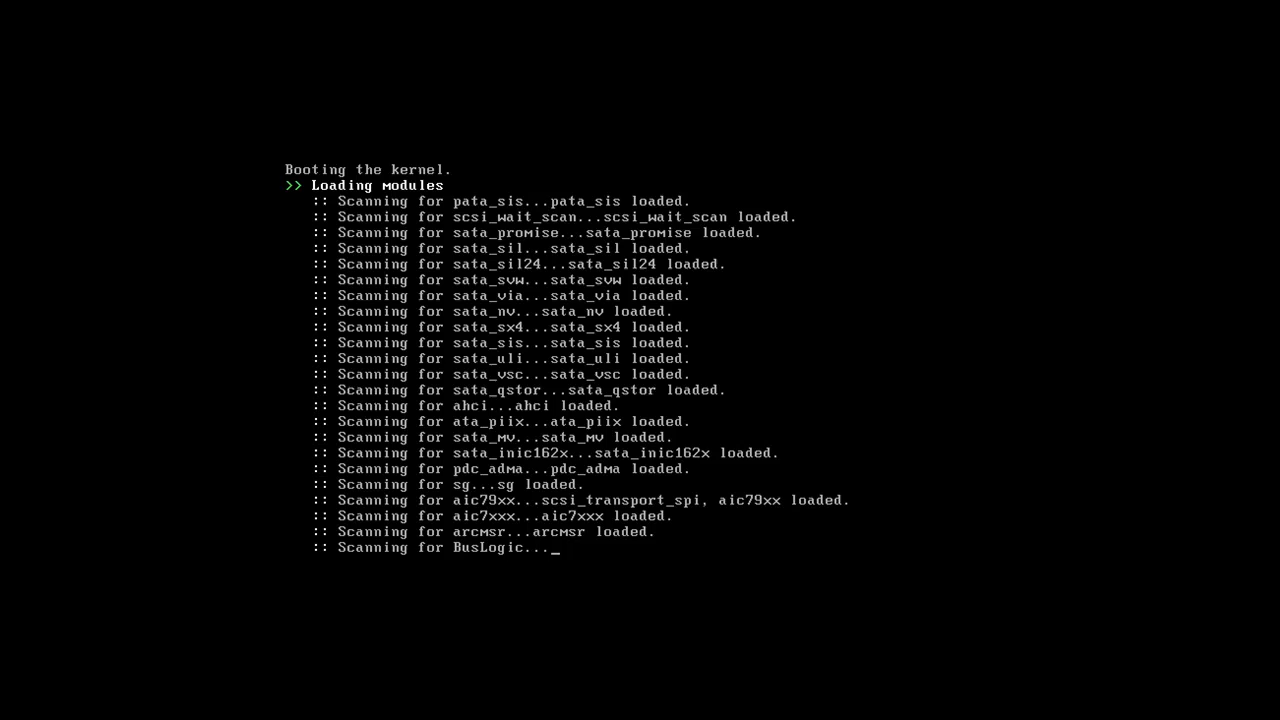 Booting the kernel.
>> Loading modules
:: Scanning for pata_sis...pata_sis loaded.
:: Scanning for scsi_wait_scan...scsi_wait_scan loaded.
:: Scanning for sata_promise...sata_promise loaded.
:: Scanning for sata_sil...sata_sil loaded.
:: Scanning for sata_sil24...sata_sil24 loaded.
:: Scanning for sata_svw...sata_svw loaded.
:: Scanning for sata_via...sata_via loaded.
:: Scanning for sata_nv...sata_nv loaded.
:: Scanning for sata_sx4...sata_sx4 loaded.
:: Scanning for sata_sis...sata_sis loaded.
:: Scanning for sata_uli...sata_uli loaded.
:: Scanning for sata_vsc...sata_vsc loaded.
:: Scanning for sata_qstor...sata_qstor loaded.
:: Scanning for ahci...ahci loaded.
:: Scanning for ata_piix...ata_piix loaded.
:: Scanning for sata_mv...sata_mv loaded.
:: Scanning for sata_inic162x...sata_inic162x loaded.
:: Scanning for pdc_adma...pdc_adma loaded.
:: Scanning for sg...sg loaded.
:: Scanning for aic79xx...scsi_transport_spi, aic79xx loaded.
:: Scanning for aic7xxx...aic7xxx loaded.
:: Scanning for arcmsr...arcmsr loaded.
:: Scanning for BusLogic..._